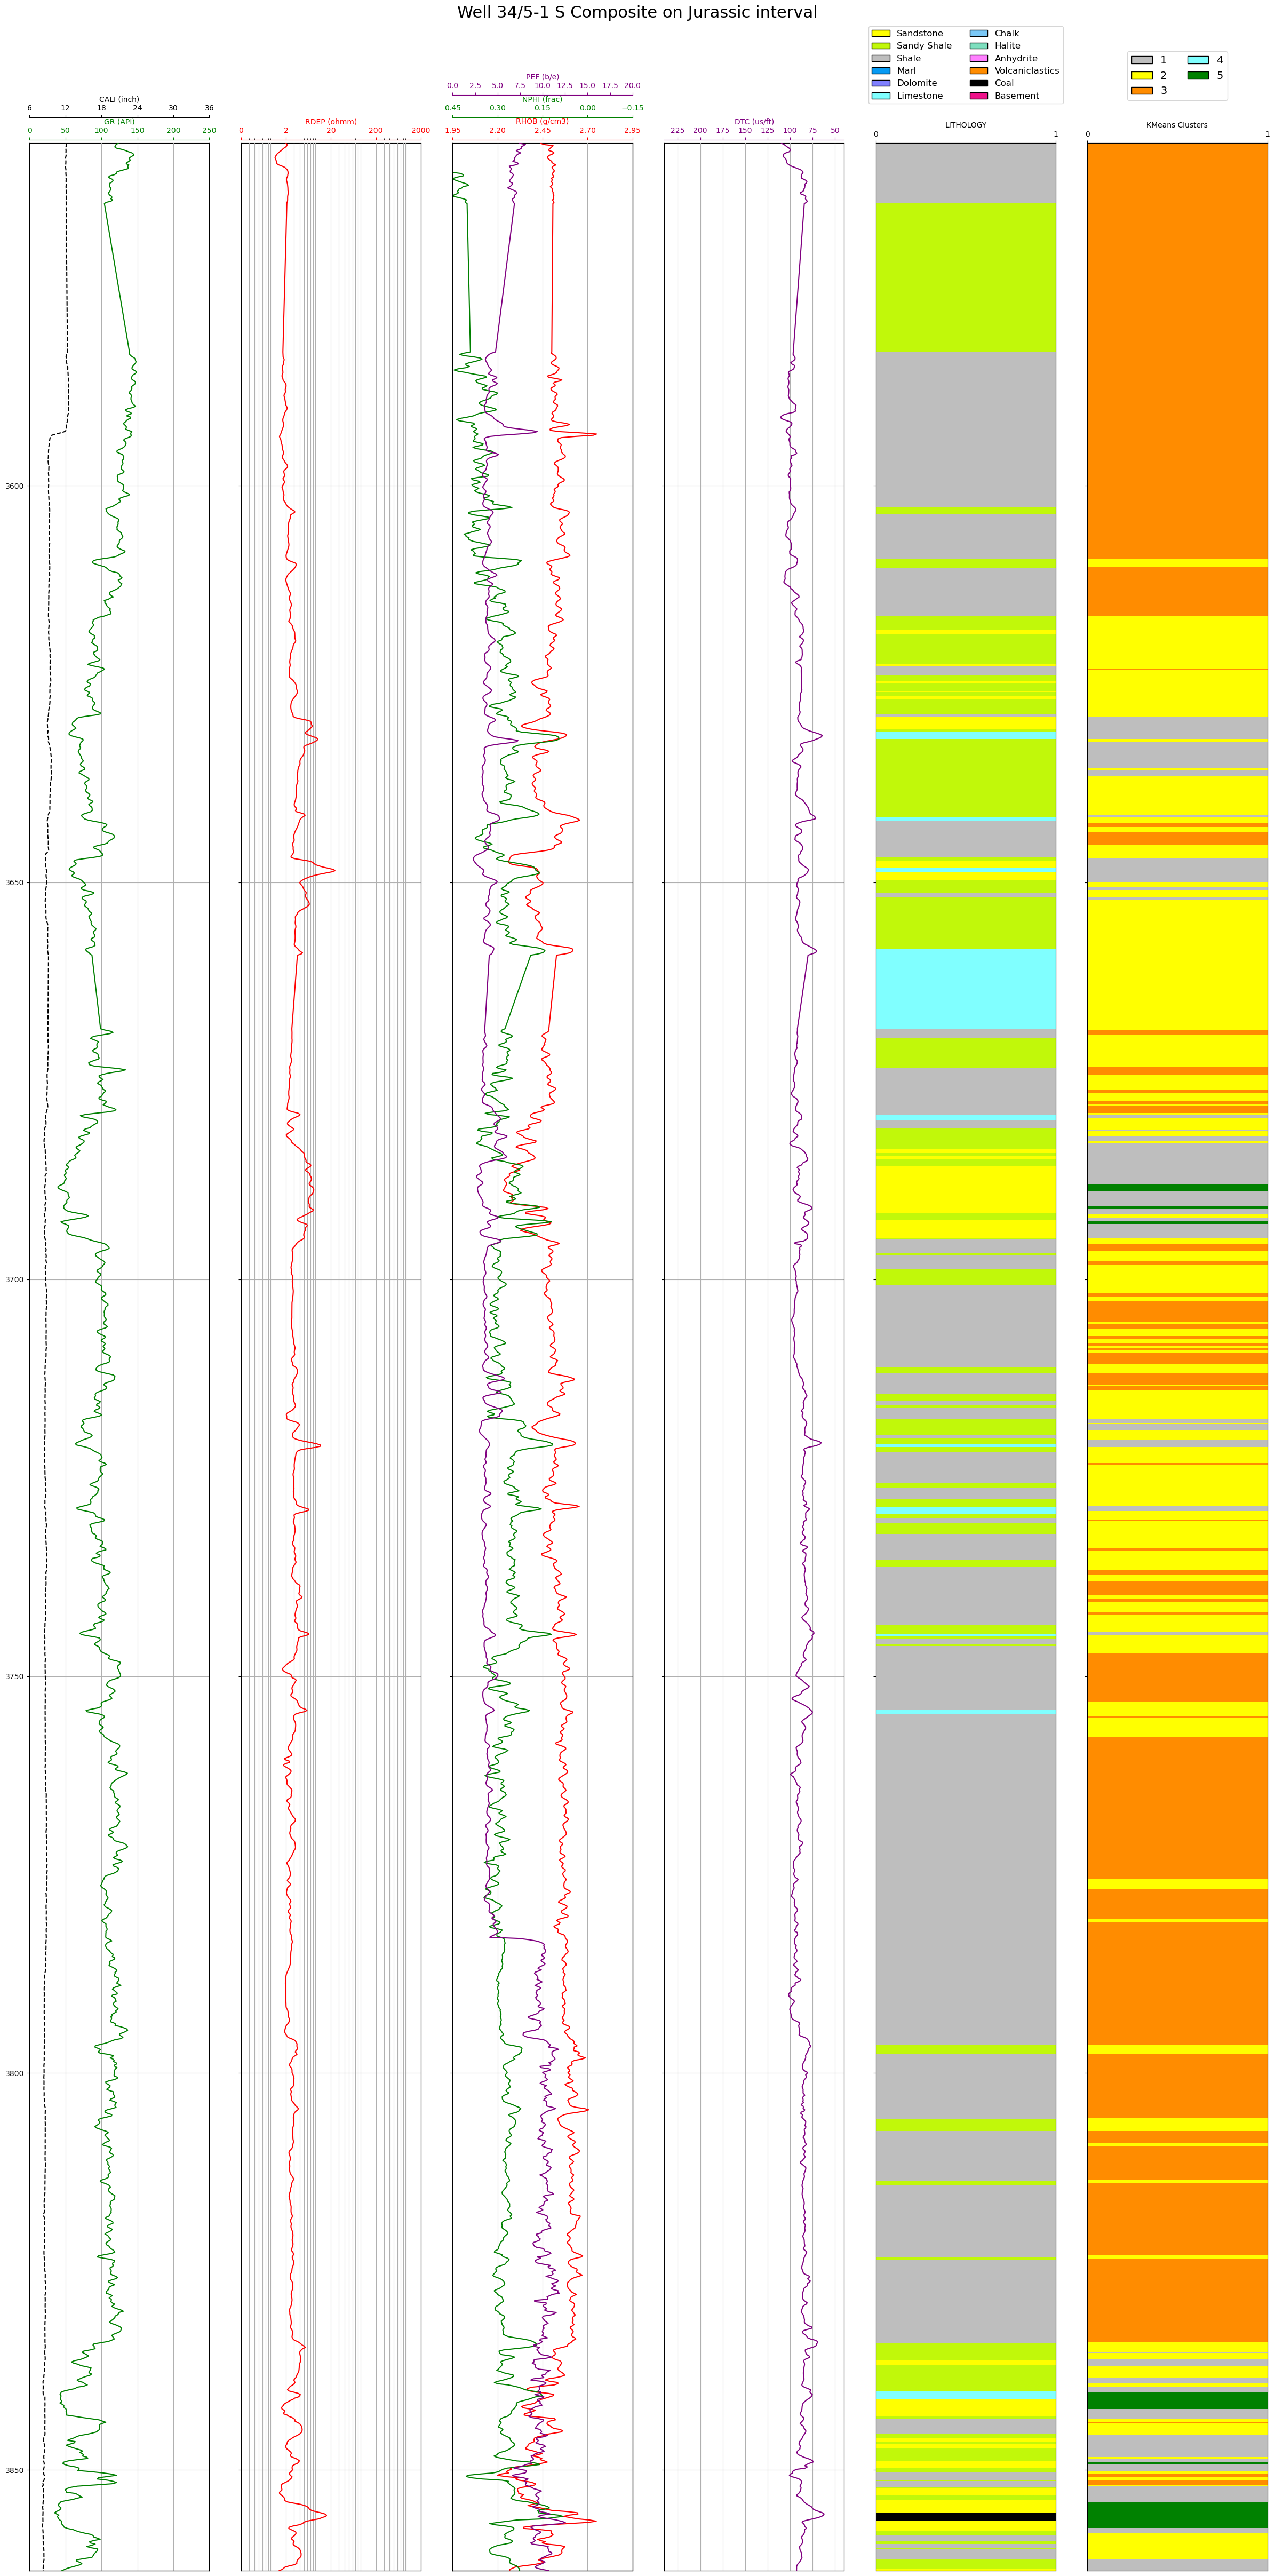 Well 34/5-1 S Composite on Jurassic interval
Sandstone Chalk
Sandy Shale Halite
Shale Anhydrite
Marl Volcaniclastics
Dolomite Coal
Limestone Basement
1 4
2 5
3
PEF (b/e)
0.0 2.5 5.0 7.5 10.0 12.5 15.0 17.5 20.0
CALI (inch) NPHI (frac)
6 12 18 24 30 36 0.45 0.30 0.15 0.00 −0.15
GR (API) RDEP (ohmm) RHOB (g/cm3) DTC (us/ft) LITHOLOGY KMeans Clusters
0 50 100 150 200 250 0 2 20 200 2000 1.95 2.20 2.45 2.70 2.95 225 200 175 150 125 100 75 50 0 1 0 1
3600
3650
3700
3750
3800
3850